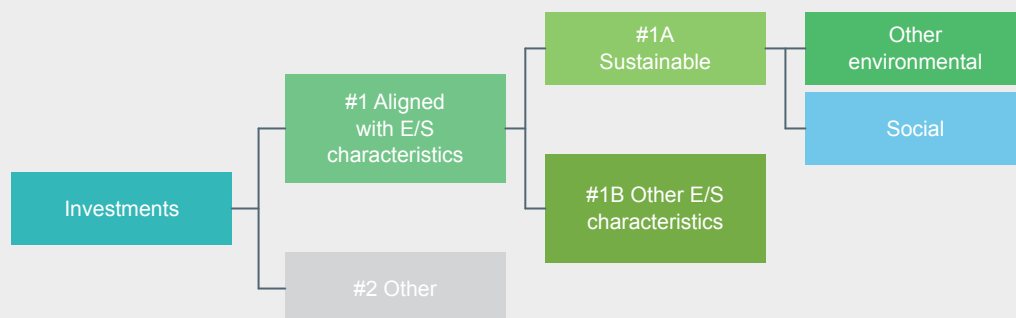 Investments
#1 Aligned
with E/S
characteristics
#2 Other
#1A
Sustainable
#1B Other E/S
characteristics
Other
environmental
Social